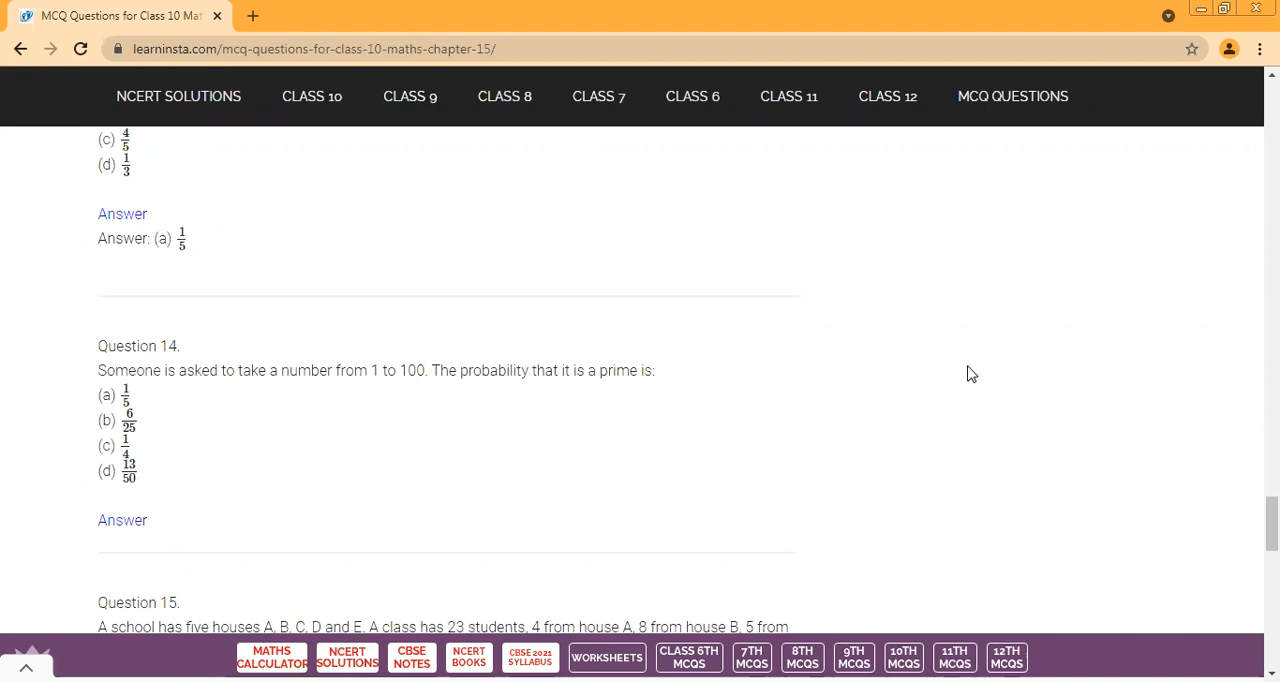 MCQ Questions for Class 10 Mat
learninsta.com/mcq-questions-for-class-10-maths-chapter-15/
NCERT SOLUTIONS CLASS 10 CLASS 9 CLASS 8 CLASS 7 CLASS 6 CLASS 11 CLASS 12 MCQ QUESTIONS
(c) 4/5
(d) 1/3
Answer
Answer: (a) 1/5
Question 14.
Someone is asked to take a number from 1 to 100. The probability that it is a prime is:
(a) 1/5
(b) 6/25
(c) 1/4
(d) 13/50
Answer
Question 15.
A school has five houses A, B, C, D and E. A class has 23 students, 4 from house A, 8 from house B, 5 from
MATHS CALCULATOR NCERT SOLUTIONS CBSE NOTES NCERT BOOKS CBSE 2021 SYLLABUS WORKSHEETS CLASS 6TH MCQS 7TH MCQS 8TH MCQS 9TH MCQS 10TH MCQS 11TH MCQS 12TH MCQS